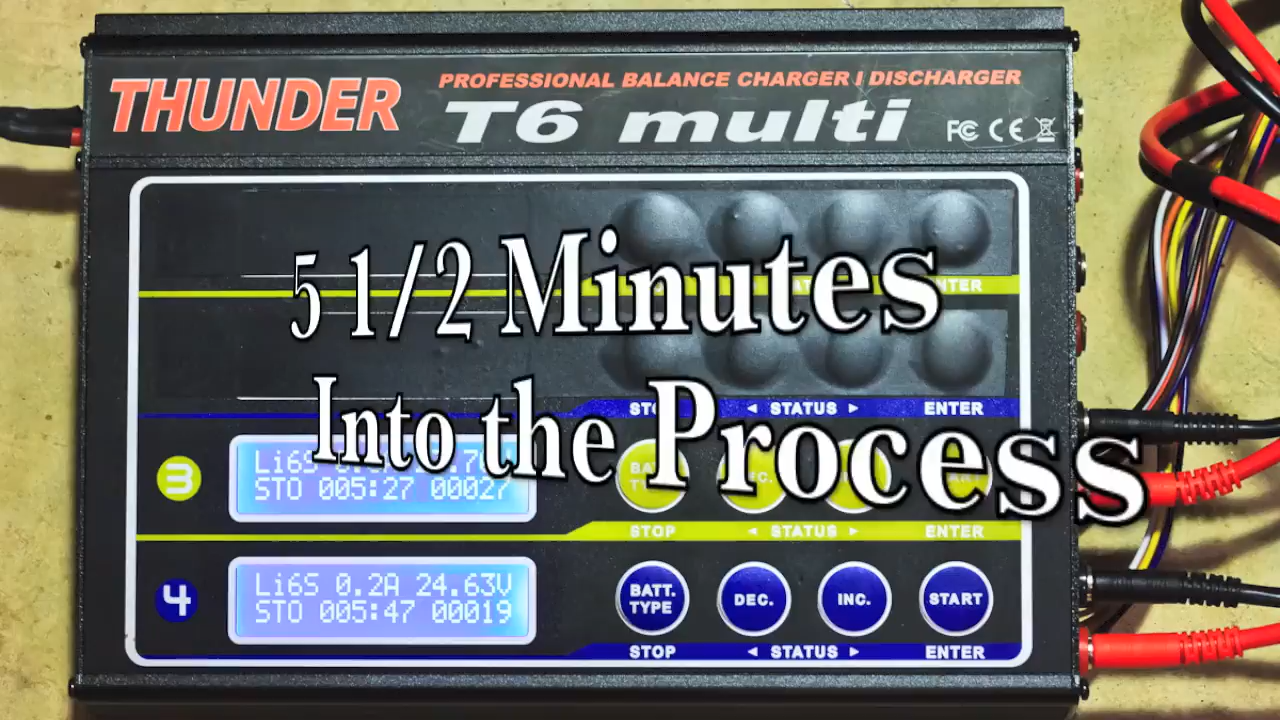 THUNDER
PROFESSIONAL BALANCE CHARGER / DISCHARGER
T6 multi
FC CE
5 1/2 Minutes
Into the Process
ENTER
◄ STATUS ► ENTER
3
Li6S
STO 005:27 00027
STOP ◄ STATUS ► ENTER
4
Li6S 0.2A 24.63V
STO 005:47 00019
BATT. TYPE DEC. INC. START
STOP ◄ STATUS ► ENTER